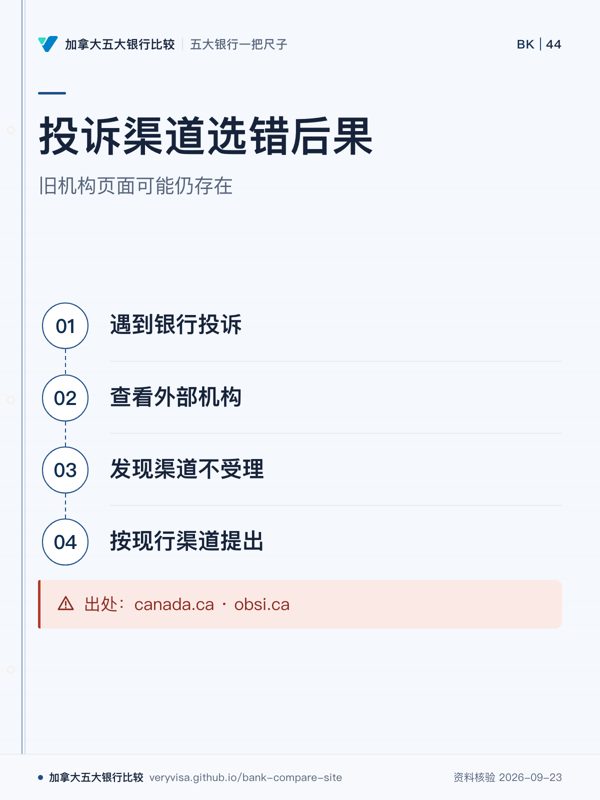 加拿大五大银行比较 | 五大银行一把尺子
BK | 44
投诉渠道选错后果
旧机构页面可能仍存在
01 遇到银行投诉
02 查看外部机构
03 发现渠道不受理
04 按现行渠道提出
出处：canada.ca · obsi.ca
加拿大五大银行比较 veryvisa.github.io/bank-compare-site
资料核验 2026-09-23